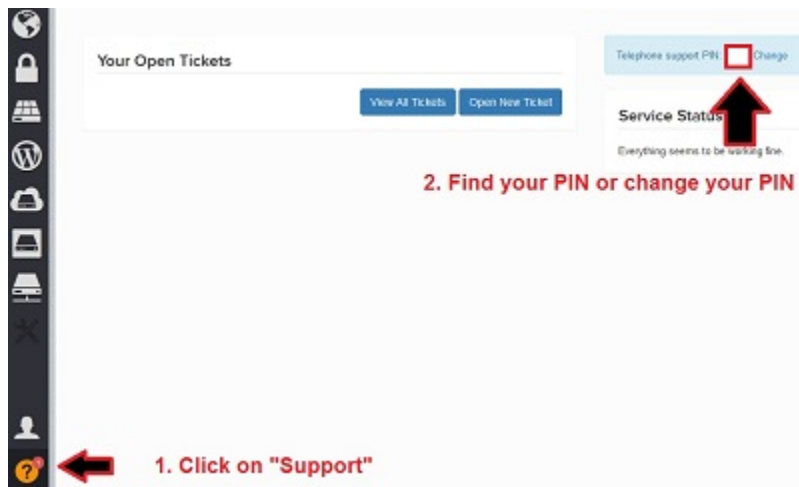 Your Open Tickets
View All Tickets
Open New Ticket
Telephone support PIN: Change
Service Status
Everything seems to be working fine.
2. Find your PIN or change your PIN
1. Click on "Support"
?